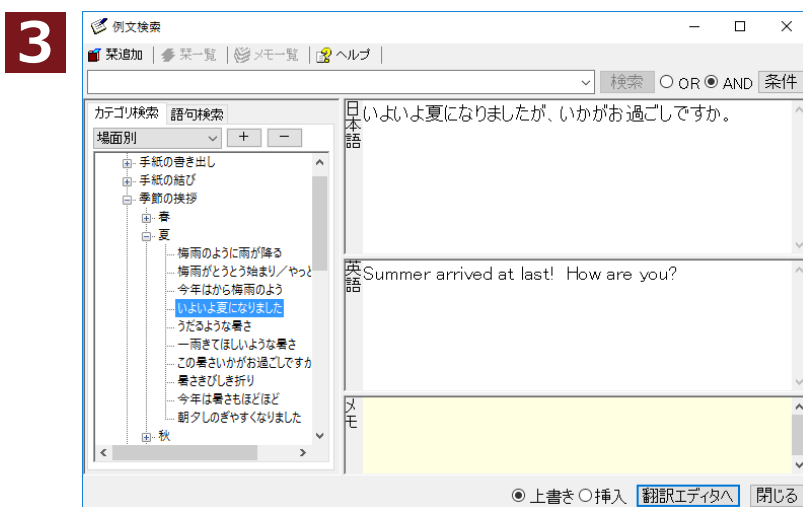 3
例文検索
栞追加 栞一覧 メモ一覧 ヘルプ
検索 OR AND 条件
カテゴリ検索 語句検索
場面別 + −
手紙の書き出し
手紙の結び
季節の挨拶
春
夏
梅雨のように雨が降る
梅雨がとうとう始まり／やっと
今年はから梅雨のよう
いよいよ夏になりました
うだるような暑さ
一雨きてほしいような暑さ
この暑さいかがお過ごしですか
暑さきびしき折り
今年は暑さもほどほど
朝夕しのぎやすくなりました
秋
日本語
いよいよ夏になりましたが、いかがお過ごしですか。
英語
Summer arrived at last!  How are you?
メモ
上書き 挿入 翻訳エディタへ 閉じる